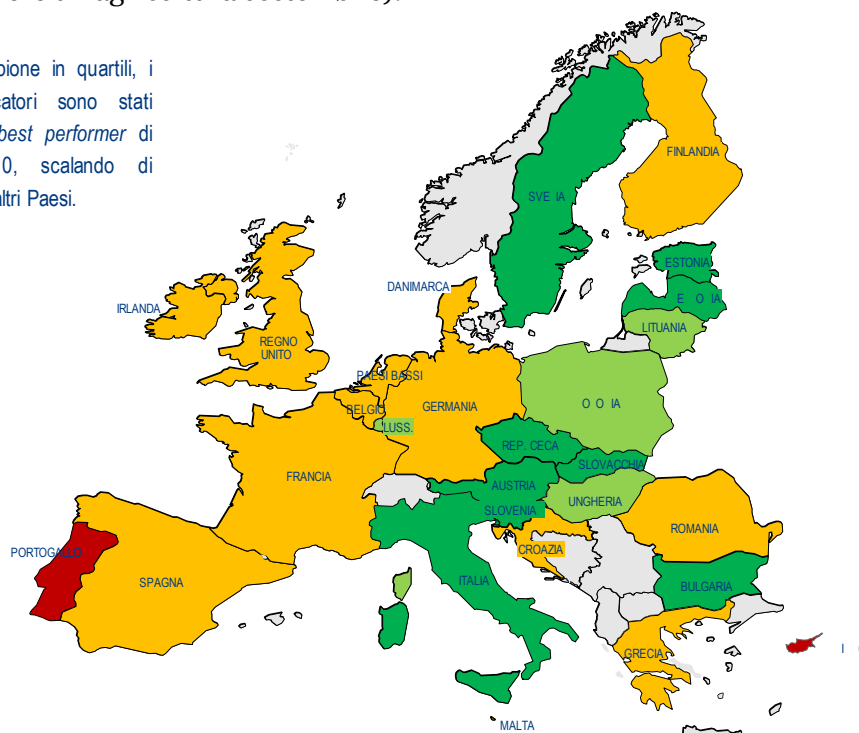 pione in quartili, i
catori sono stati
best performer di
0, scalando di
altri Paesi.
FINLANDIA
SVE IA
ESTONIA
DANIMARCA
E O IA
IRLANDA
LITUANIA
REGNO
UNITO
PAESI BASSI
BELGIO
GERMANIA
O O IA
LUSS.
REP. CECA
SLOVACCHIA
FRANCIA
AUSTRIA
UNGHERIA
SLOVENIA
ROMANIA
PORTOGALLO
CROAZIA
SPAGNA
ITALIA
BULGARIA
GRECIA
I
MALTA